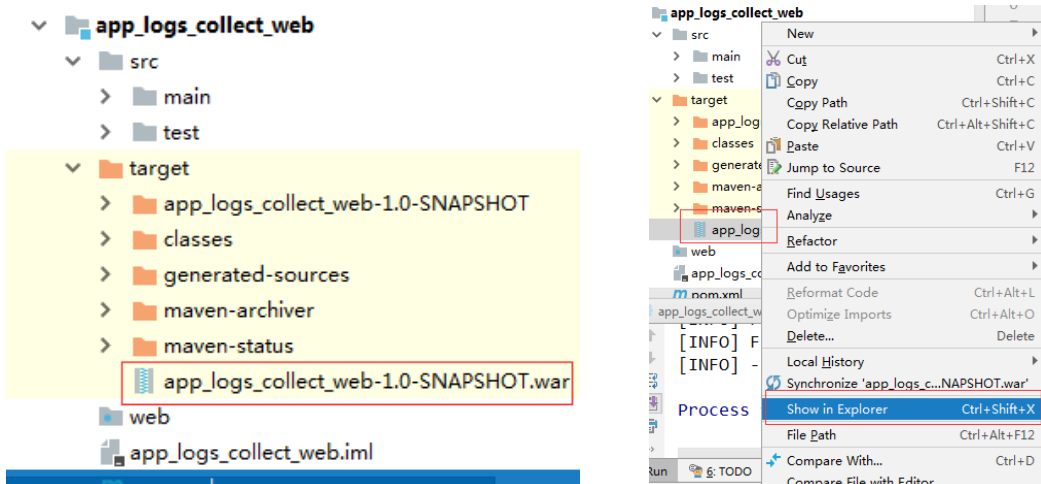 app_logs_collect_web
src
main
test
target
app_logs_collect_web-1.0-SNAPSHOT
classes
generated-sources
maven-archiver
maven-status
app_logs_collect_web-1.0-SNAPSHOT.war
web
app_logs_collect_web.iml
app_logs_collect_web
src
main
test
target
app_log
classes
generate
maven-a
maven-s
app_log
web
app_logs_co
pom.xml
app_logs_collect_w
[INFO] F
[INFO] -
Process
Run 6: TODO
New
Cut Ctrl+X
Copy Ctrl+C
Copy Path Ctrl+Shift+C
Copy Relative Path Ctrl+Alt+Shift+C
Paste Ctrl+V
Jump to Source F12
Find Usages Ctrl+G
Analyze
Refactor
Add to Favorites
Reformat Code Ctrl+Alt+L
Optimize Imports Ctrl+Alt+O
Delete... Delete
Local History
Synchronize 'app_logs_c...NAPSHOT.war'
Show in Explorer Ctrl+Shift+X
File Path Ctrl+Alt+F12
Compare With... Ctrl+D
Compare File with Editor